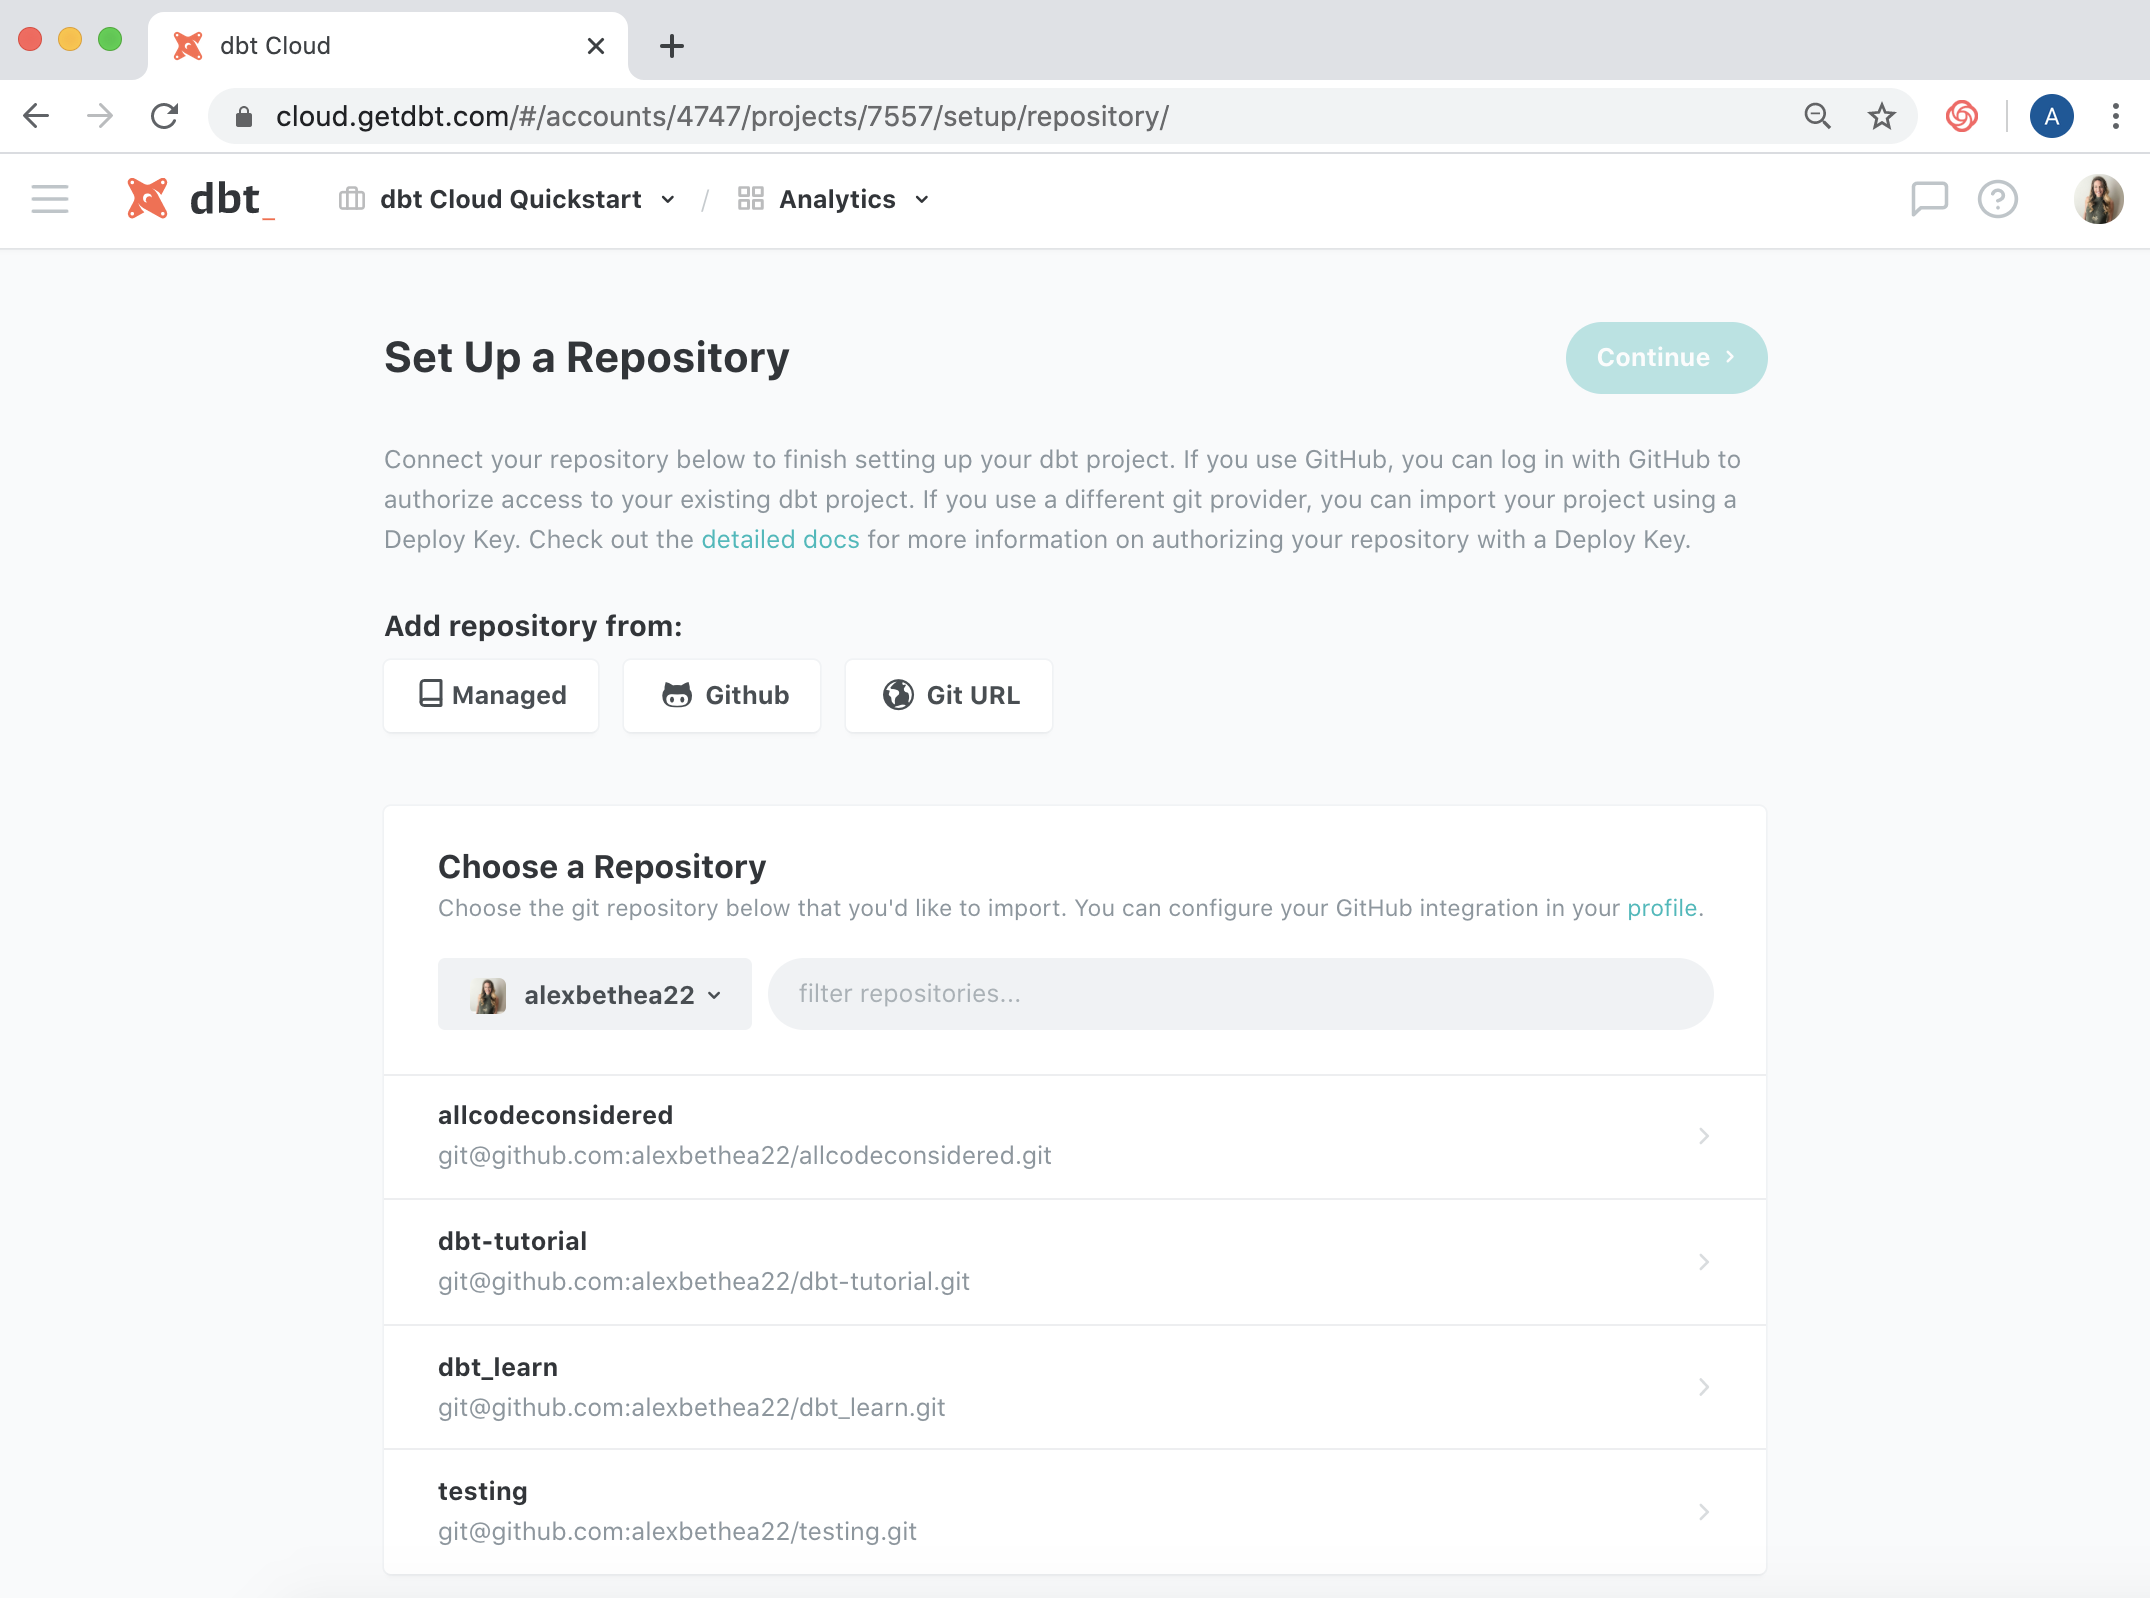 dbt Cloud
cloud.getdbt.com/#/accounts/4747/projects/7557/setup/repository/
A
dbt_ dbt Cloud Quickstart / Analytics
Set Up a Repository
Continue
Connect your repository below to finish setting up your dbt project. If you use GitHub, you can log in with GitHub to
authorize access to your existing dbt project. If you use a different git provider, you can import your project using a
Deploy Key. Check out the detailed docs for more information on authorizing your repository with a Deploy Key.
Add repository from:
Managed Github Git URL
Choose a Repository
Choose the git repository below that you'd like to import. You can configure your GitHub integration in your profile.
alexbethea22 filter repositories...
allcodeconsidered
git@github.com:alexbethea22/allcodeconsidered.git
dbt-tutorial
git@github.com:alexbethea22/dbt-tutorial.git
dbt_learn
git@github.com:alexbethea22/dbt_learn.git
testing
git@github.com:alexbethea22/testing.git